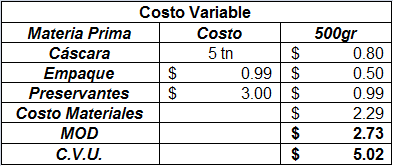 Costo Variable
Materia Prima Costo 500gr
Cáscara 5 tn $ 0.80
Empaque $ 0.99 $ 0.50
Preservantes $ 3.00 $ 0.99
Costo Materiales $ 2.29
MOD $ 2.73
C.V.U. $ 5.02